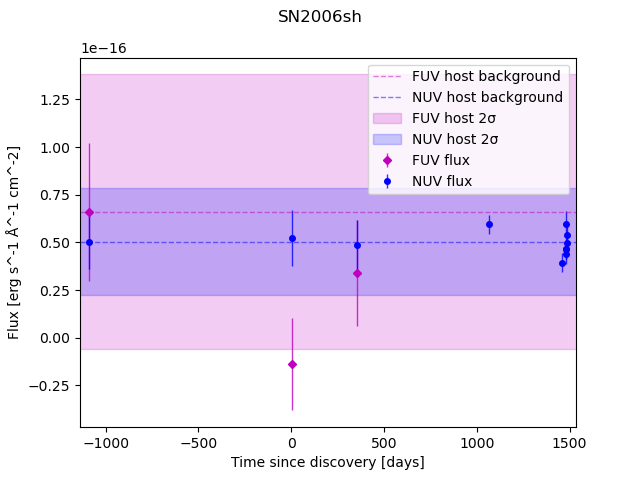 SN2006sh
1e−16
FUV host background
NUV host background
FUV host 2σ
NUV host 2σ
FUV flux
NUV flux
1.25
1.00
0.75
0.50
0.25
0.00
−0.25
Flux [erg s^-1 Å^-1 cm^-2]
−1000 −500 0 500 1000 1500
Time since discovery [days]